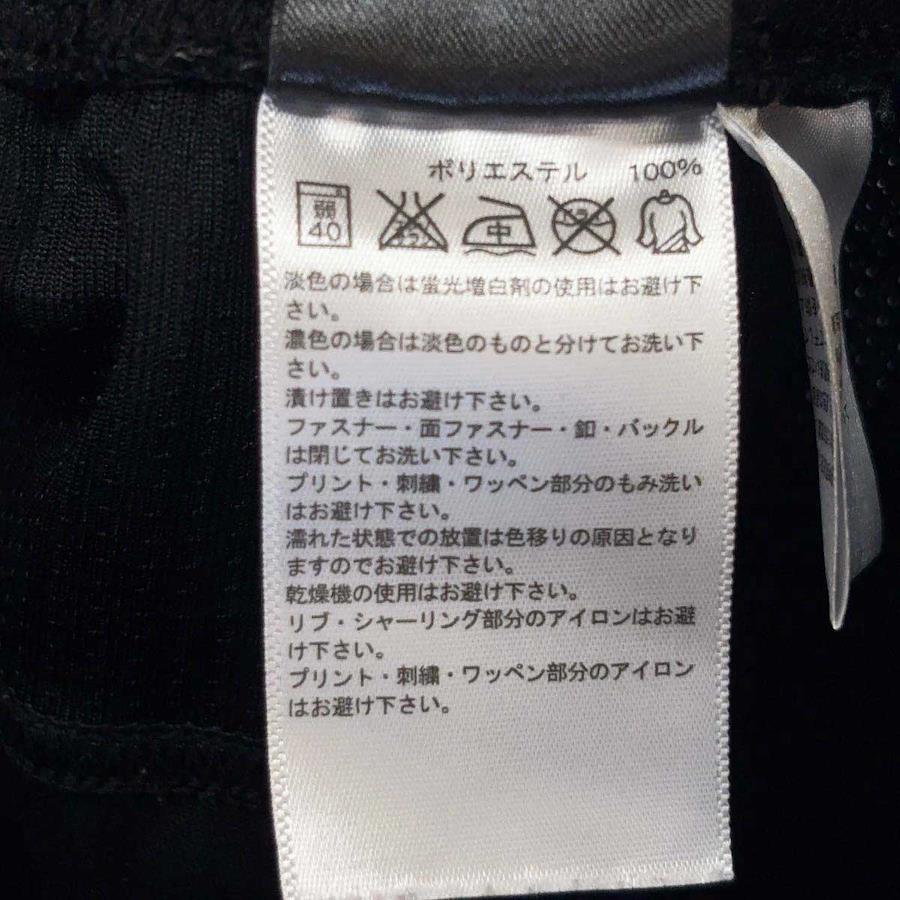 ポリエステル 100%
弱 40 エンソサラシ 中 ドライ
淡色の場合は蛍光増白剤の使用はお避け下
さい。
濃色の場合は淡色のものと分けてお洗い下
さい。
漬け置きはお避け下さい。
ファスナー・面ファスナー・釦・バックル
は閉じてお洗い下さい。
プリント・刺繍・ワッペン部分のもみ洗い
はお避け下さい。
濡れた状態での放置は色移りの原因となり
ますのでお避け下さい。
乾燥機の使用はお避け下さい。
リブ・シャーリング部分のアイロンはお避
け下さい。
プリント・刺繍・ワッペン部分のアイロン
はお避け下さい。